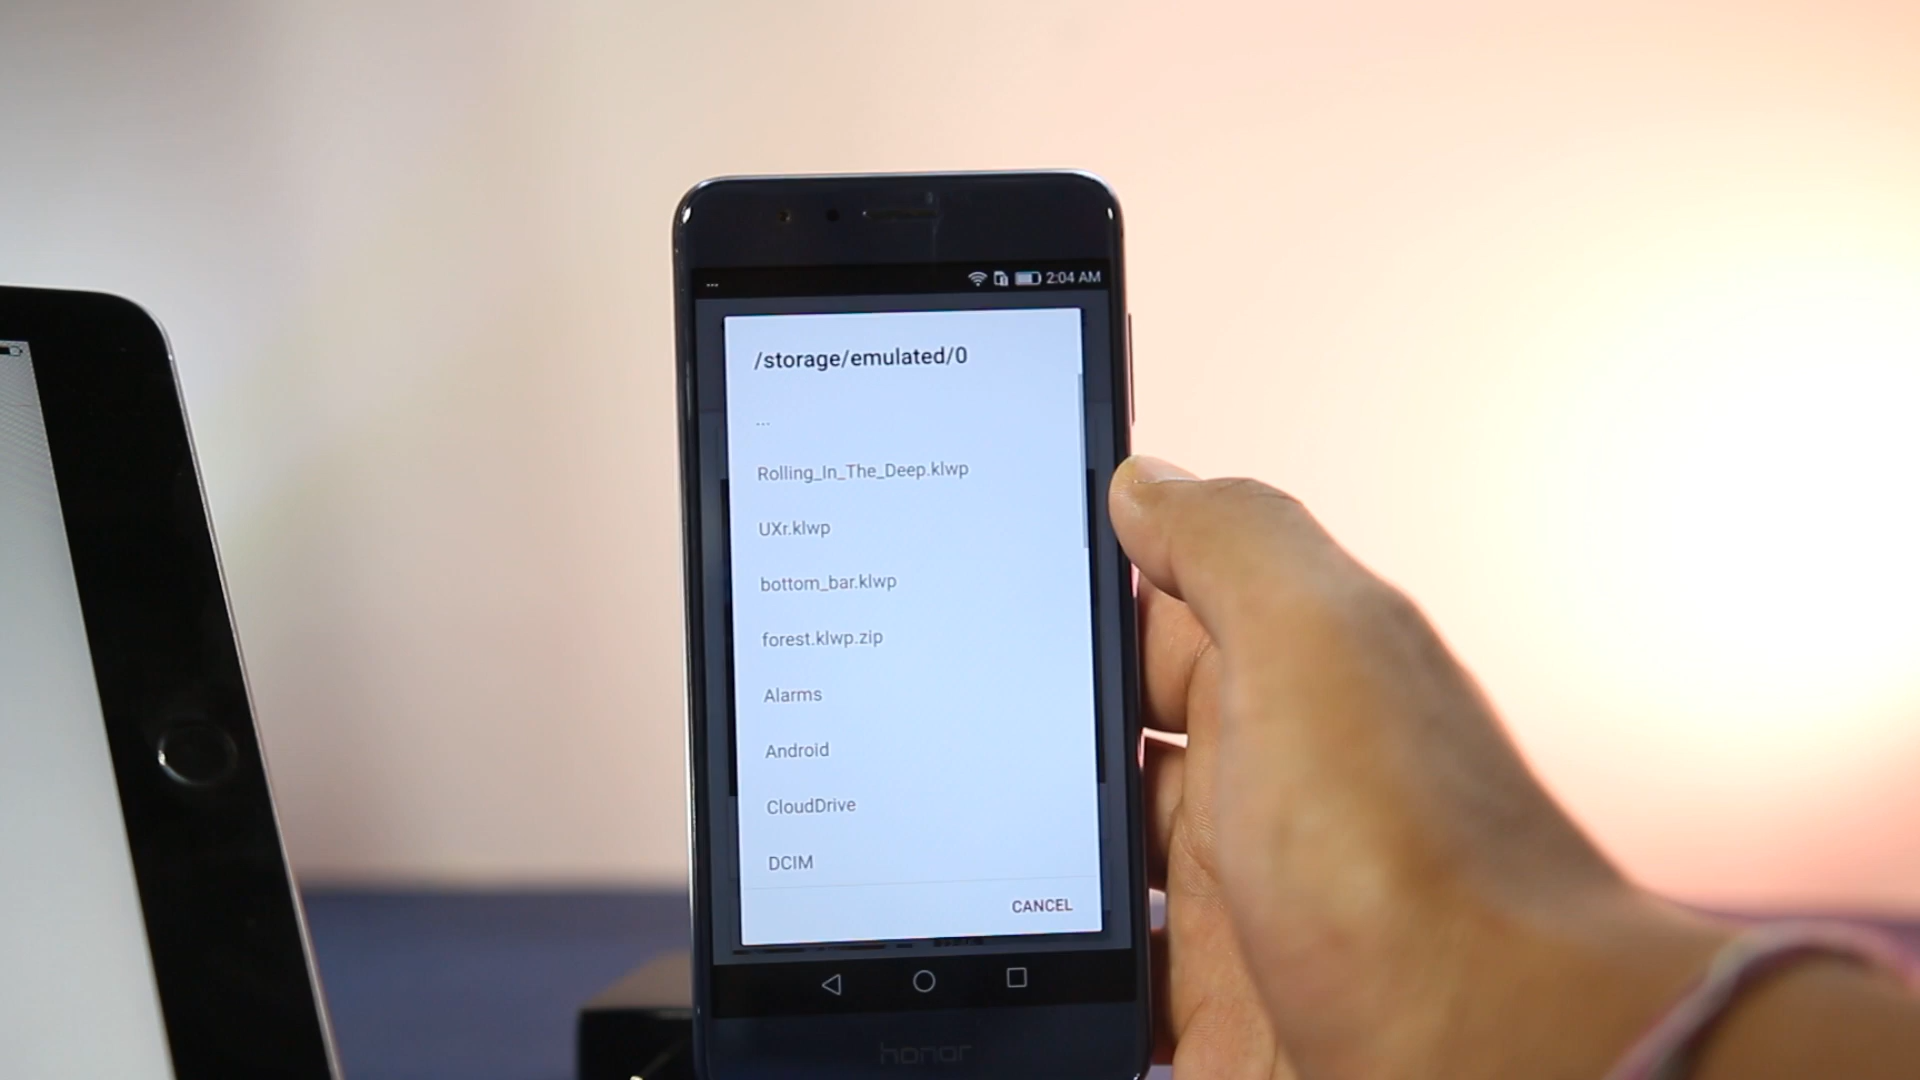 ...
2:04 AM
/storage/emulated/0
...
Rolling_In_The_Deep.klwp
UXr.klwp
bottom_bar.klwp
forest.klwp.zip
Alarms
Android
CloudDrive
DCIM
CANCEL
honor